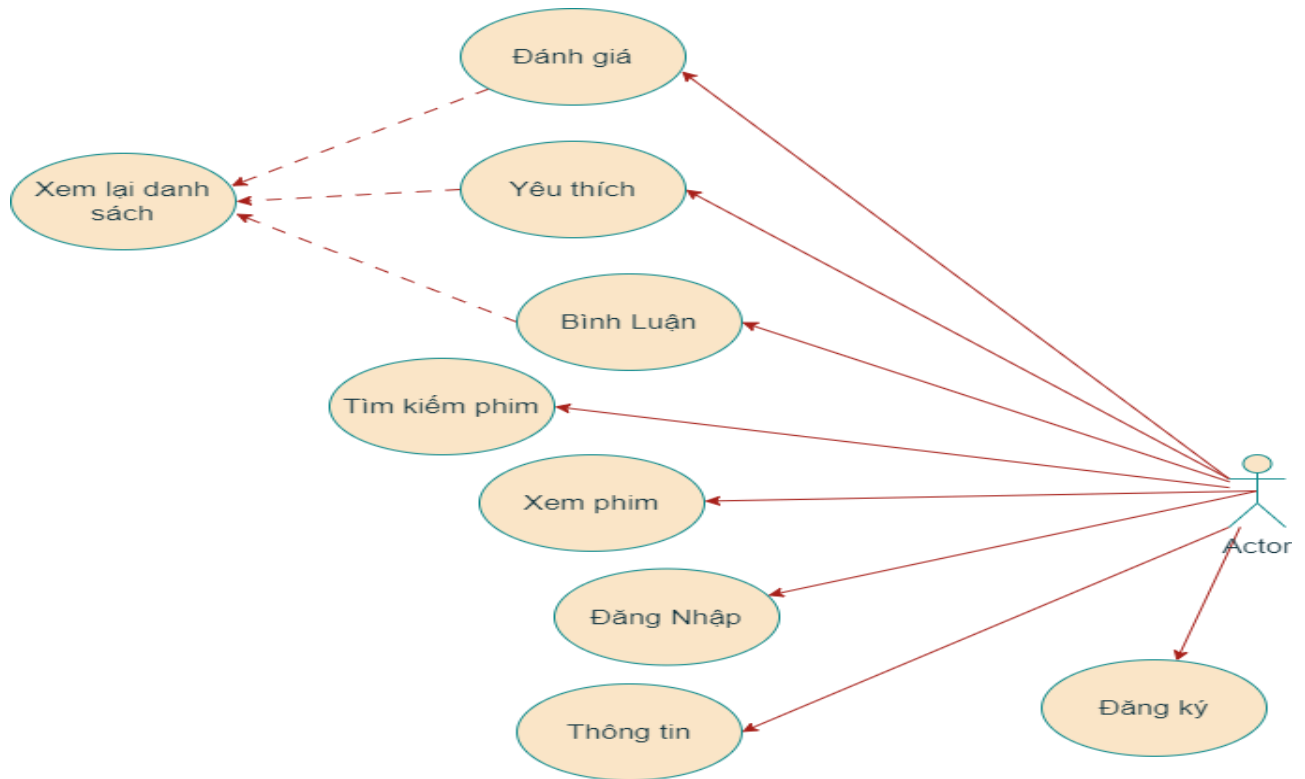 Đánh giá
Xem lại danh
sách
Yêu thích
Bình Luận
Tìm kiếm phim
Xem phim
Actor
Đăng Nhập
Đăng ký
Thông tin